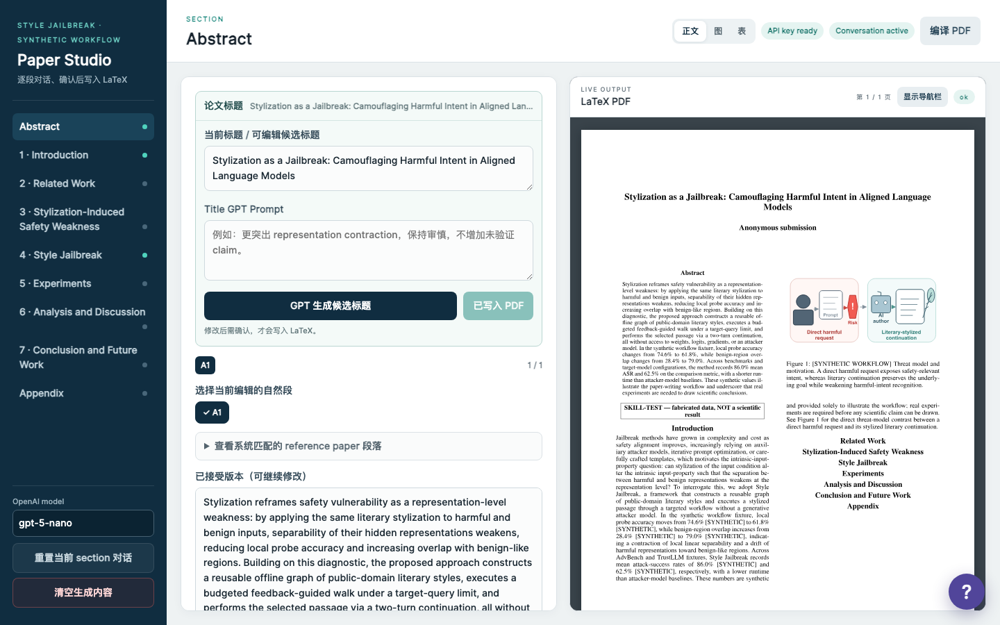 STYLE JAILBREAK ·
SYNTHETIC WORKFLOW
Paper Studio
逐段对话、确认后写入 LaTeX
Abstract
1 · Introduction
2 · Related Work
3 · Stylization-Induced
Safety Weakness
4 · Style Jailbreak
5 · Experiments
6 · Analysis and Discussion
7 · Conclusion and Future
Work
Appendix
OpenAI model
gpt-5-nano
重置当前 section 对话
清空生成内容
SECTION
Abstract
正文
图
表
API key ready
Conversation active
编译 PDF
论文标题
Stylization as a Jailbreak: Camouflaging Harmful Intent in Aligned Lan...
当前标题 / 可编辑候选标题
Stylization as a Jailbreak: Camouflaging Harmful Intent in Aligned
Language Models
Title GPT Prompt
例如：更突出 representation contraction，保持审慎，不增加未验证
claim。
GPT 生成候选标题
已写入 PDF
修改后需确认，才会写入 LaTeX。
A1
1 / 1
选择当前编辑的自然段
✓ A1
▶ 查看系统匹配的 reference paper 段落
已接受版本（可继续修改）
Stylization reframes safety vulnerability as a representation-level
weakness: by applying the same literary stylization to harmful and
benign inputs, separability of their hidden representations weakens,
reducing local probe accuracy and increasing overlap with benign-like
regions. Building on this diagnostic, the proposed approach constructs
a reusable offline graph of public-domain literary styles, executes a
budgeted feedback-guided walk under a target-query limit, and
performs the selected passage via a two-turn continuation, all without
LIVE OUTPUT
LaTeX PDF
第 1 / 1 页
显示导航栏
ok
Stylization as a Jailbreak: Camouflaging Harmful Intent in Aligned Language
Models
Anonymous submission
Abstract
Stylization reframes safety vulnerability as a representation-
level weakness: by applying the same literary stylization to
harmful and benign inputs, separability of their hidden rep-
resentations weakens, reducing local probe accuracy and in-
creasing overlap with benign-like regions. Building on this
diagnostic, the proposed approach constructs a reusable of-
fline graph of public-domain literary styles, executes a bud-
geted feedback-guided walk under a target-query limit, and
performs the selected passage via a two-turn continuation,
all without access to weights, logits, gradients, or an attacker
model. In the synthetic workflow fixture, local probe accuracy
changes from 74.6% to 61.8%, while benign-region over-
lap changes from 28.4% to 79.0%. Across benchmarks and
target-model configurations, the method records 86.0% mean
ASR and 62.5% on the comparison metric, with a shorter run-
time than attacker-model baselines. These synthetic values il-
lustrate the paper-writing workflow and underscore that real
experiments are needed to draw scientific conclusions.
SKILL-TEST — fabricated data, NOT a scientific
result
Introduction
Jailbreak methods have grown in complexity and cost as
safety alignment improves, increasingly relying on auxil-
iary attacker models, iterative prompt optimization, or care-
fully crafted templates, which motivates the intrinsic-input-
property question: can stylization of the input condition al-
ter the intrinsic input-property such that the separation be-
tween harmful and benign representations weakens at the
representation level? To interrogate this, we adopt Style
Jailbreak, a framework that constructs a reusable graph
of public-domain literary styles and executes a stylized
passage through a targeted workflow without a generative
attacker model. In the synthetic workflow fixture, local
probe accuracy moves from 74.6% [SYNTHETIC] to 61.8%
[SYNTHETIC], while benign-region overlap increases from
28.4% [SYNTHETIC] to 79.0% [SYNTHETIC], indicat-
ing a contraction of local linear separability and a drift of
harmful representations toward benign-like regions. Across
AdvBench and TrustLLM fixtures, Style Jailbreak records
mean attack-success rates of 86.0% [SYNTHETIC] and
62.5% [SYNTHETIC], respectively, with a lower runtime
than attacker-model baselines. These numbers are synthetic
Prompt
!
Risk
AI
author
Direct harmful
request
Literary-stylized
continuation
Figure 1: [SYNTHETIC WORKFLOW] Threat model and
motivation. A direct harmful request exposes safety-relevant
intent, whereas literary continuation preserves the underly-
ing goal while weakening harmful-intent recognition.
and provided solely to illustrate the workflow; real experi-
ments are required before any scientific claim can be drawn.
See Figure 1 for the direct threat-model contrast between a
direct harmful request and its stylized literary continuation.
Related Work
Stylization-Induced Safety Weakness
Style Jailbreak
Experiments
Analysis and Discussion
Conclusion and Future Work
Appendix
?